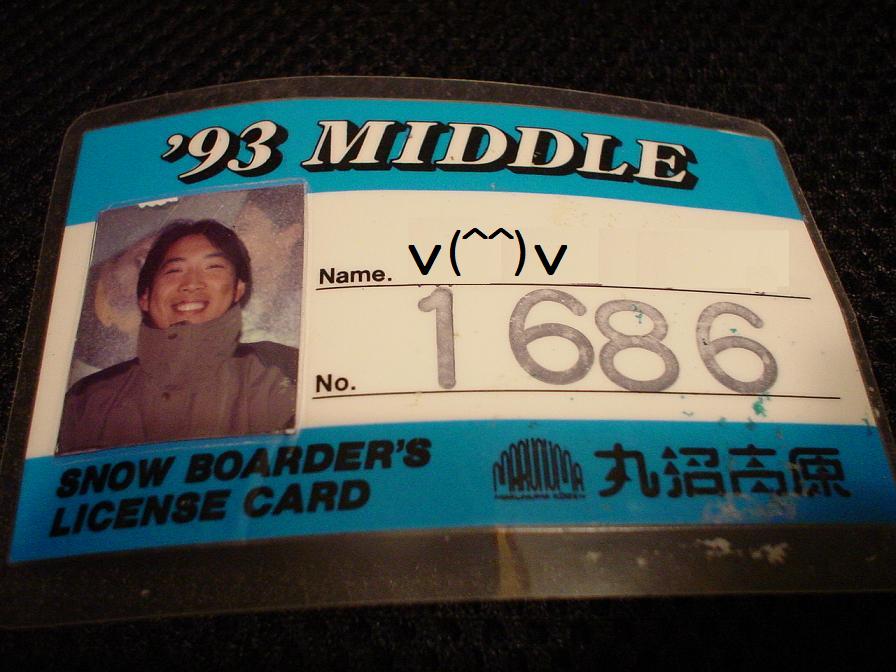 '93 MIDDLE
Name. v(^^)v
No. 1686
SNOW BOARDER'S
LICENSE CARD
MARUNUMA
丸沼高原